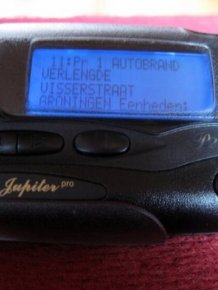 11:Pr 1 AUTOBRAND
VERLENGDE
VISSERSTRAAT
GRONINGEN Eenheden:
Jupiter pro